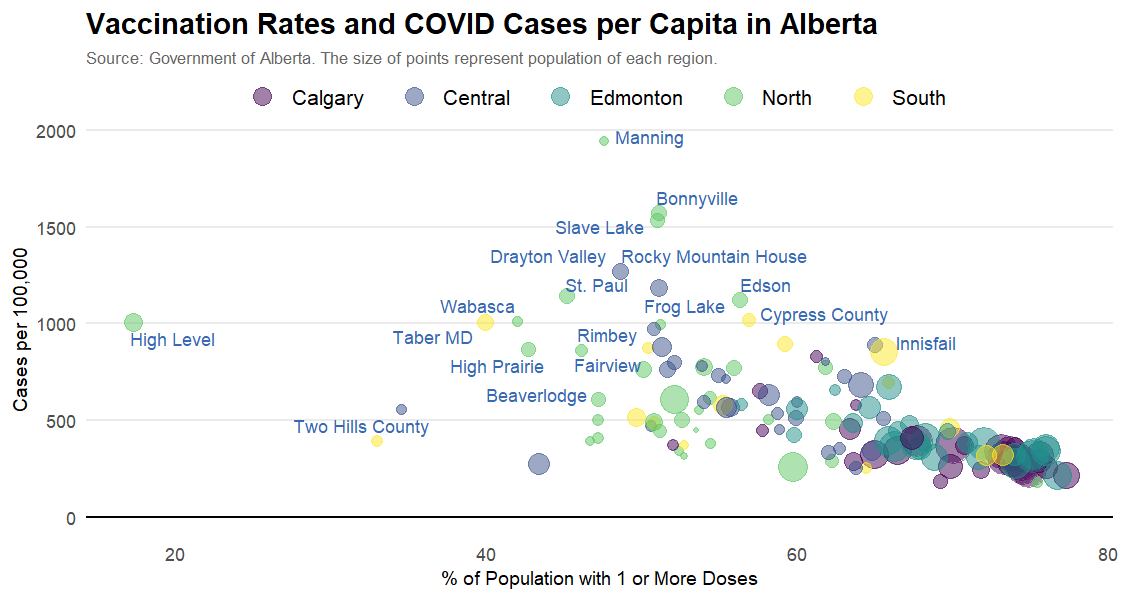 Vaccination Rates and COVID Cases per Capita in Alberta
Source: Government of Alberta. The size of points represent population of each region.
Calgary Central Edmonton North South
2000
Manning
Bonnyville
1500
Slave Lake
Drayton Valley Rocky Mountain House
St. Paul Edson
Wabasca Frog Lake
Cypress County
1000
High Level Taber MD Rimbey Innisfail
High Prairie Fairview
Beaverlodge
500
Two Hills County
0
20 40 60 80
Cases per 100,000
% of Population with 1 or More Doses